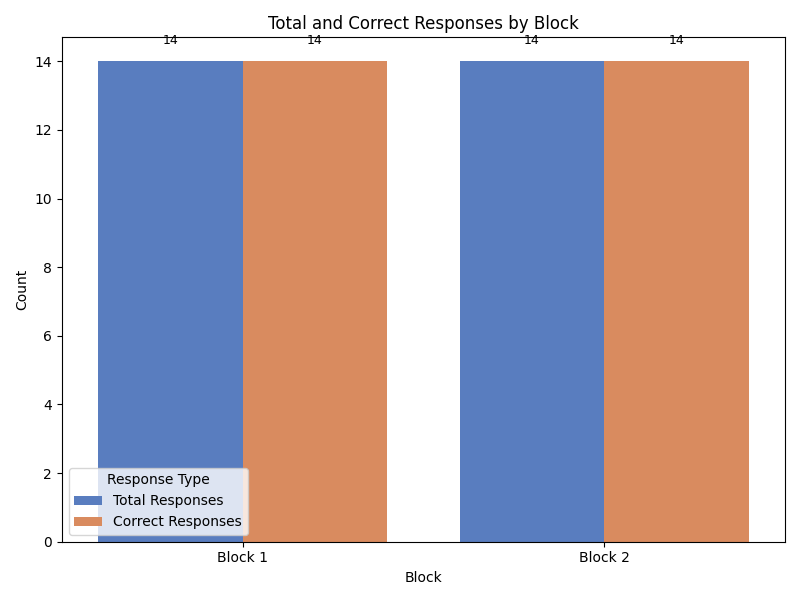 Total and Correct Responses by Block
14 14 14 14
14
12
10
8
6
4
2
0
Count
Response Type
Total Responses
Correct Responses
Block 1 Block 2
Block